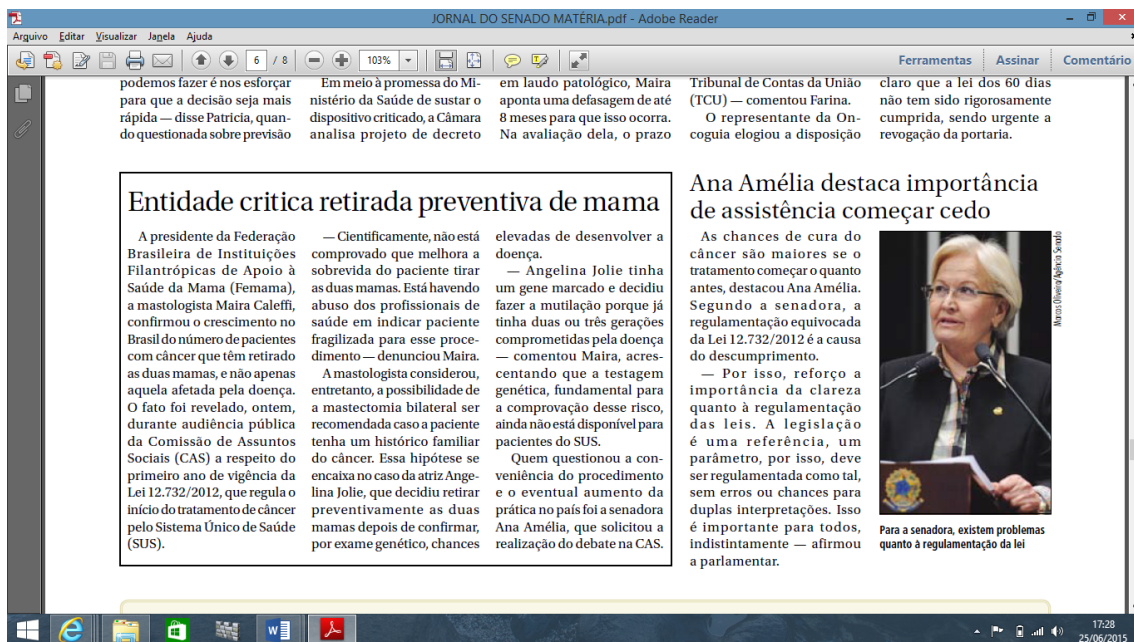 JORNAL DO SENADO MATÉRIA.pdf - Adobe Reader
Arquivo Editar Visualizar Janela Ajuda
6 / 8 103% Ferramentas Assinar Comentário
podemos fazer é nos esforçar
para que a decisão seja mais
rápida — disse Patricia, quan-
do questionada sobre previsão
Em meio à promessa do Mi-
nistério da Saúde de sustar o
dispositivo criticado, a Câmara
analisa projeto de decreto
em laudo patológico, Maira
aponta uma defasagem de até
8 meses para que isso ocorra.
Na avaliação dela, o prazo
Tribunal de Contas da União
(TCU) — comentou Farina.
O representante da On-
coguia elogiou a disposição
claro que a lei dos 60 dias
não tem sido rigorosamente
cumprida, sendo urgente a
revogação da portaria.
Entidade critica retirada preventiva de mama
A presidente da Federação
Brasileira de Instituições
Filantrópicas de Apoio à
Saúde da Mama (Femama),
a mastologista Maira Caleffi,
confirmou o crescimento no
Brasil do número de pacientes
com câncer que têm retirado
as duas mamas, e não apenas
aquela afetada pela doença.
O fato foi revelado, ontem,
durante audiência pública
da Comissão de Assuntos
Sociais (CAS) a respeito do
primeiro ano de vigência da
Lei 12.732/2012, que regula o
início do tratamento de câncer
pelo Sistema Único de Saúde
(SUS).
— Cientificamente, não está
comprovado que melhora a
sobrevida do paciente tirar
as duas mamas. Está havendo
abuso dos profissionais de
saúde em indicar paciente
fragilizada para esse proce-
dimento — denunciou Maira.
A mastologista considerou,
entretanto, a possibilidade de
a mastectomia bilateral ser
recomendada caso a paciente
tenha um histórico familiar
do câncer. Essa hipótese se
encaixa no caso da atriz Ange-
lina Jolie, que decidiu retirar
preventivamente as duas
mamas depois de confirmar,
por exame genético, chances
elevadas de desenvolver a
doença.
— Angelina Jolie tinha
um gene marcado e decidiu
fazer a mutilação porque já
tinha duas ou três gerações
comprometidas pela doença
— comentou Maira, acres-
centando que a testagem
genética, fundamental para
a comprovação desse risco,
ainda não está disponível para
pacientes do SUS.
Quem questionou a con-
veniência do procedimento
e o eventual aumento da
prática no país foi a senadora
Ana Amélia, que solicitou a
realização do debate na CAS.
Ana Amélia destaca importância
de assistência começar cedo
As chances de cura do
câncer são maiores se o
tratamento começar o quanto
antes, destacou Ana Amélia.
Segundo a senadora, a
regulamentação equivocada
da Lei 12.732/2012 é a causa
do descumprimento.
— Por isso, reforço a
importância da clareza
quanto à regulamentação
das leis. A legislação
é uma referência, um
parâmetro, por isso, deve
ser regulamentada como tal,
sem erros ou chances para
duplas interpretações. Isso
é importante para todos,
indistintamente — afirmou
a parlamentar.
Marcos Oliveira/Agência Senado
Para a senadora, existem problemas
quanto à regulamentação da lei
17:28
25/06/2015